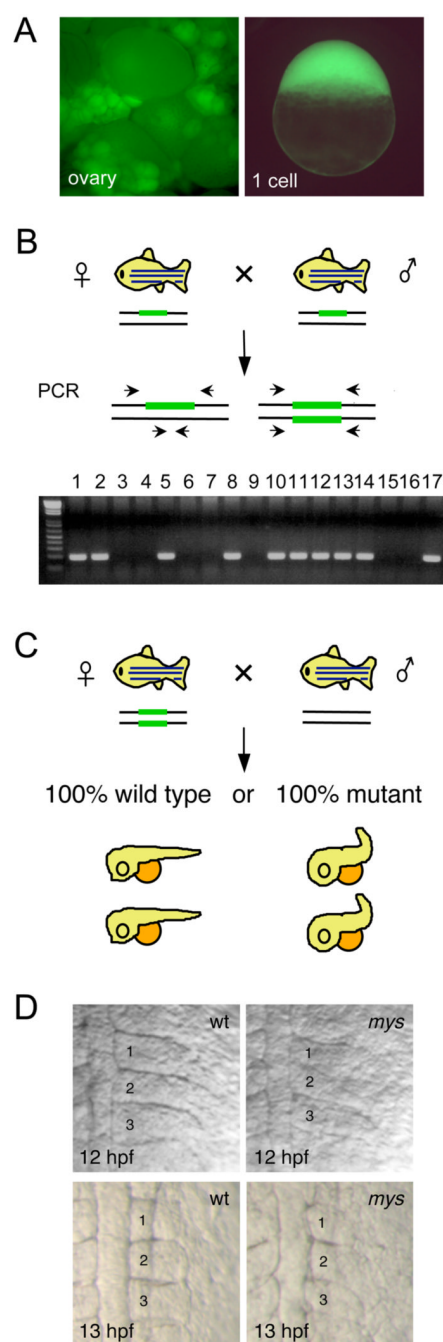 A
ovary
1 cell
B
♀ × ♂
PCR
1 2 3 4 5 6 7 8 9 10 11 12 13 14 15 16 17
C
♀ × ♂
100% wild type or 100% mutant
D
wt
1
2
3
12 hpf
mys
1
2
3
12 hpf
wt
1
2
3
13 hpf
mys
1
2
3
13 hpf